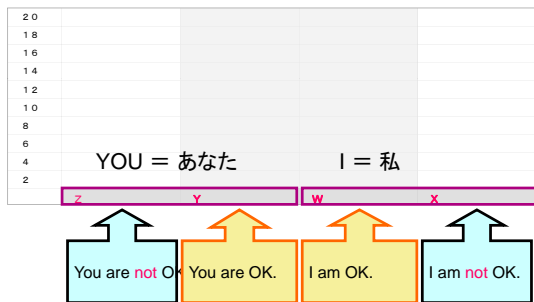 20
18
16
14
12
10
8
6
4
2
YOU ＝ あなた
I ＝ 私
Z
Y
W
X
You are not OK
You are OK.
I am OK.
I am not OK.